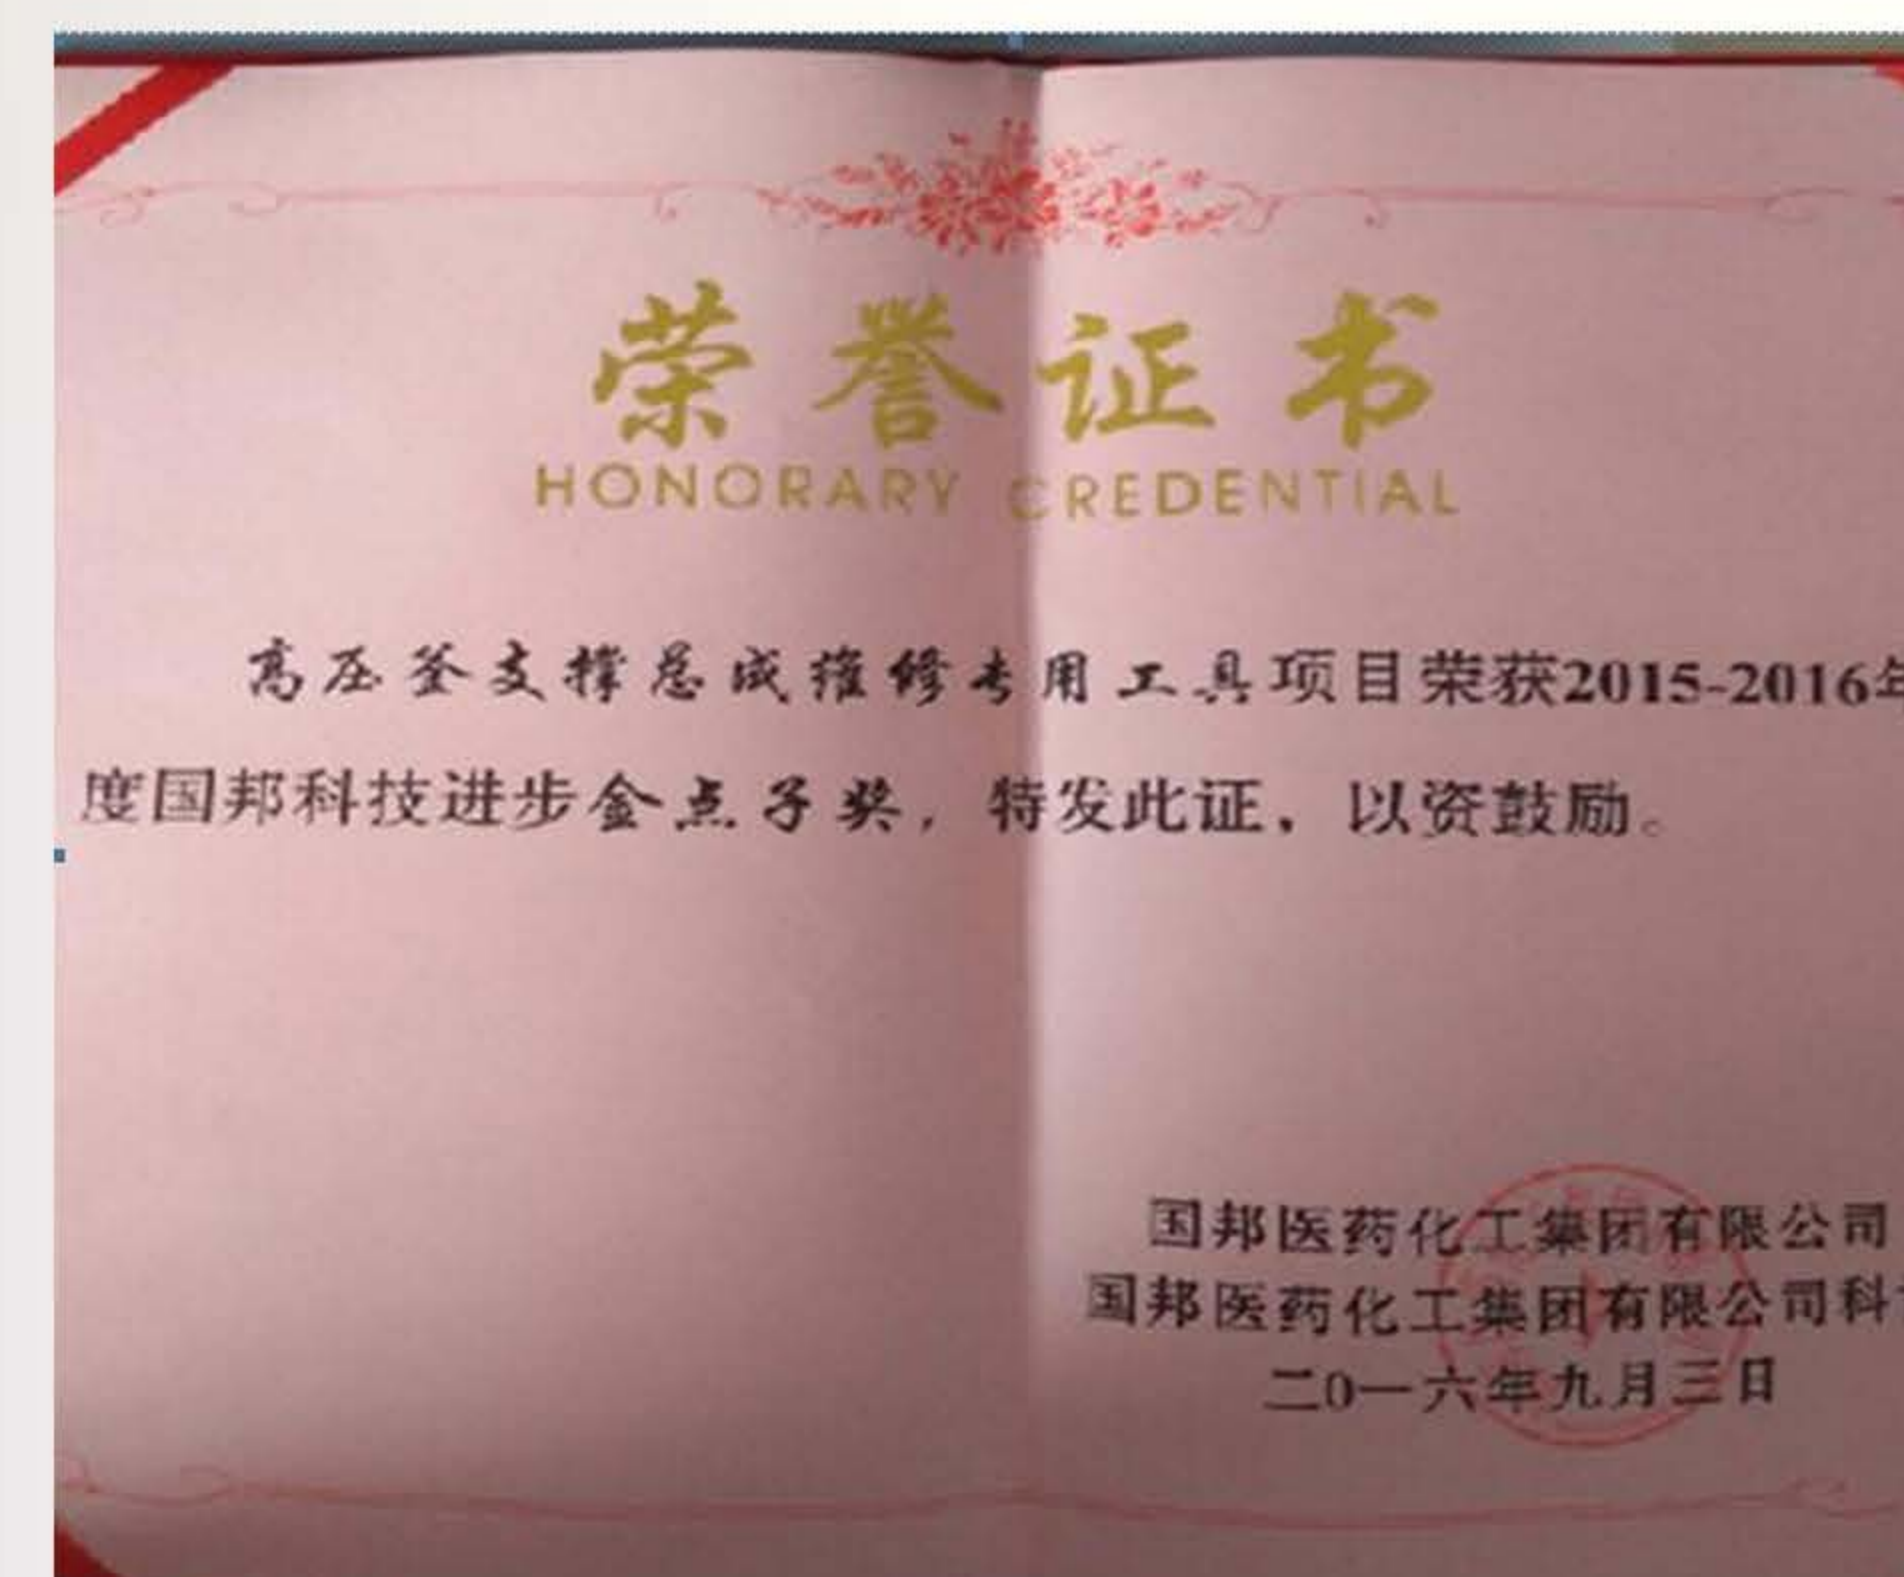 荣誉证书
HONORARY CREDENTIAL
高压釜支撑总成维修专用工具项目荣获2015-2016年
度国邦科技进步金点子奖，特发此证，以资鼓励。
国邦医药化工集团有限公司
国邦医药化工集团有限公司科
二0一六年九月三日